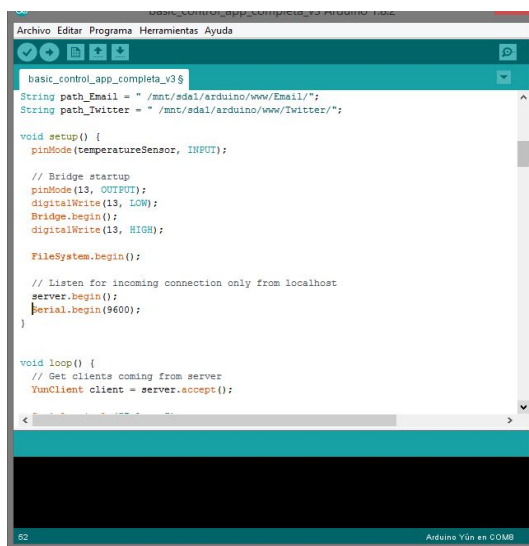 basic_control_app_completa_v3 Arduino 1.6.2
Archivo Editar Programa Herramientas Ayuda
basic_control_app_completa_v3 §
String path_Email = " /mnt/sda1/arduino/www/Email/";
String path_Twitter = " /mnt/sda1/arduino/www/Twitter/";
void setup() {
pinMode(temperatureSensor, INPUT);
// Bridge startup
pinMode(13, OUTPUT);
digitalWrite(13, LOW);
Bridge.begin();
digitalWrite(13, HIGH);
FileSystem.begin();
// Listen for incoming connection only from localhost
server.begin();
Serial.begin(9600);
}
void loop() {
// Get clients coming from server
YunClient client = server.accept();
62
Arduino Yún en COM8